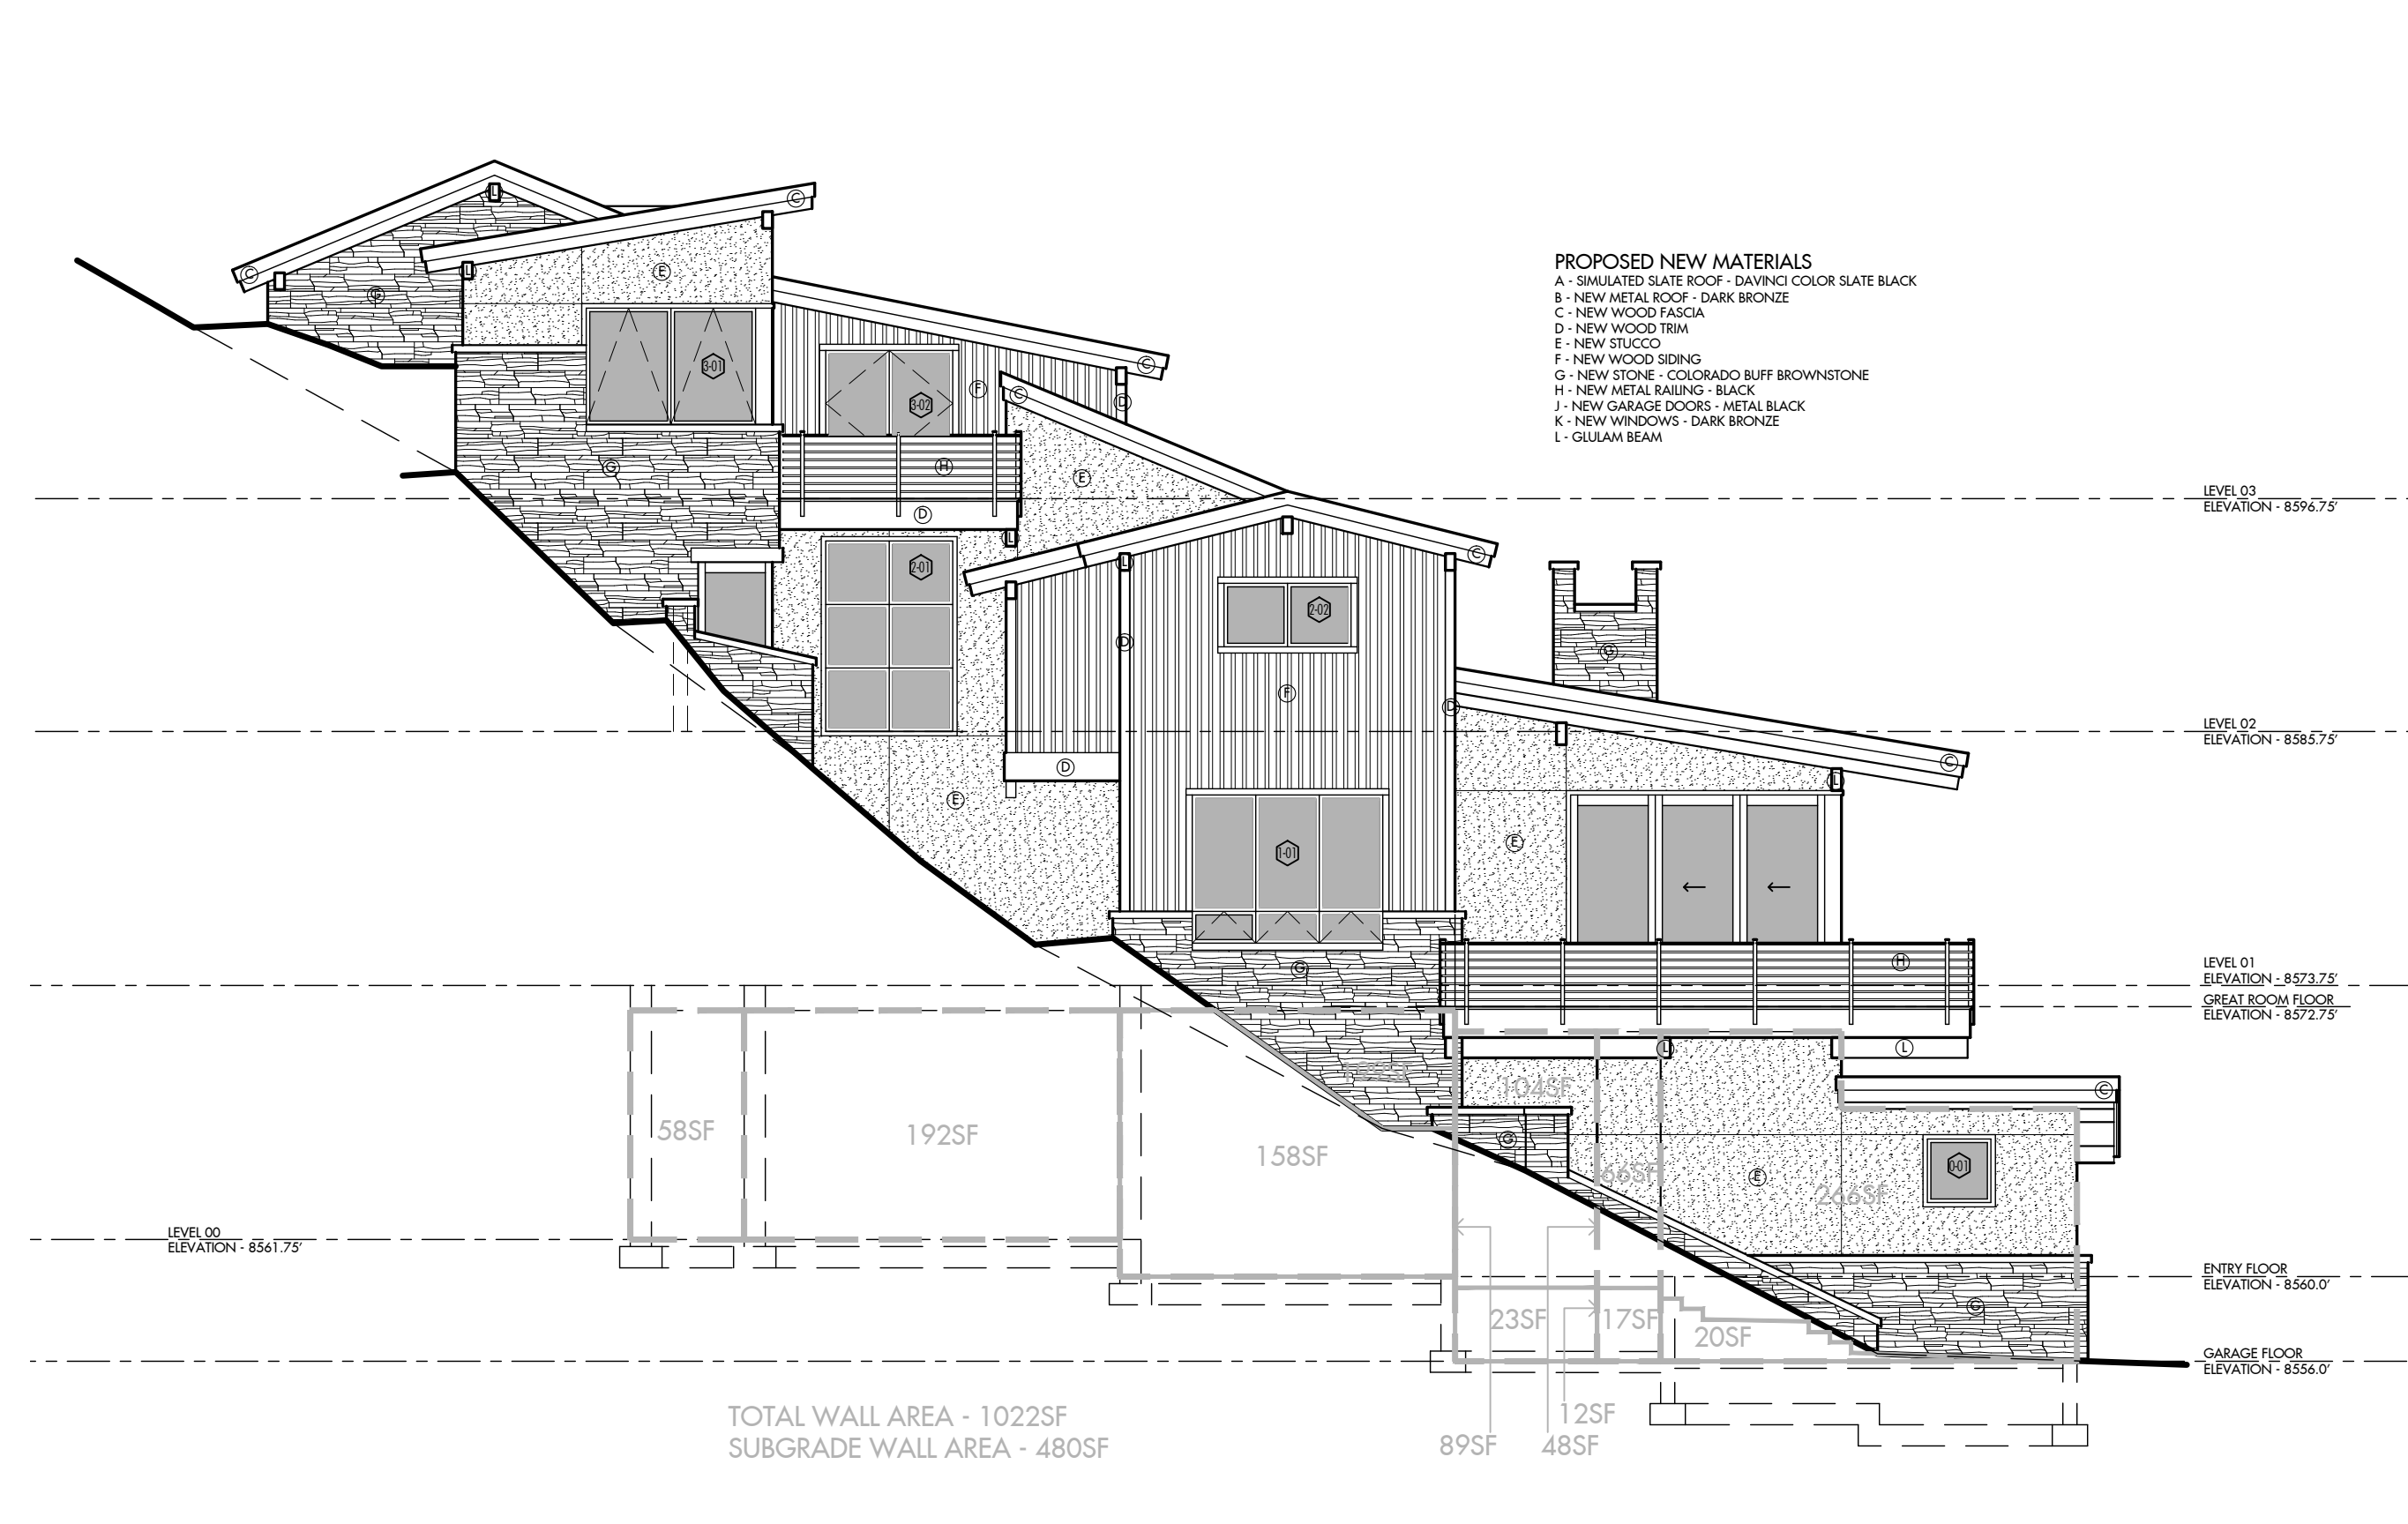 L
C
C
E
G
PROPOSED NEW MATERIALS
A - SIMULATED SLATE ROOF - DAVINCI COLOR SLATE BLACK
B - NEW METAL ROOF - DARK BRONZE
C - NEW WOOD FASCIA
D - NEW WOOD TRIM
E - NEW STUCCO
F - NEW WOOD SIDING
G - NEW STONE - COLORADO BUFF BROWNSTONE
H - NEW METAL RAILING - BLACK
J - NEW GARAGE DOORS - METAL BLACK
K - NEW WINDOWS - DARK BRONZE
L - GLULAM BEAM
L
3-01
C
3-02
F
C
D
G
H
E
LEVEL 03
ELEVATION - 8596.75'
D
L
2-01
L
C
2-02
D
G
F
D
LEVEL 02
ELEVATION - 8585.75'
D
C
L
E
E
1-01
G
H
LEVEL 01
ELEVATION - 8573.75'
GREAT ROOM FLOOR
ELEVATION - 8572.75'
L
L
104SF
C
58SF
192SF
158SF
G
66SF
E
0-01
266SF
LEVEL 00
ELEVATION - 8561.75'
ENTRY FLOOR
ELEVATION - 8560.0'
G
23SF
17SF
20SF
GARAGE FLOOR
ELEVATION - 8556.0'
TOTAL WALL AREA - 1022SF
SUBGRADE WALL AREA - 480SF
12SF
89SF
48SF